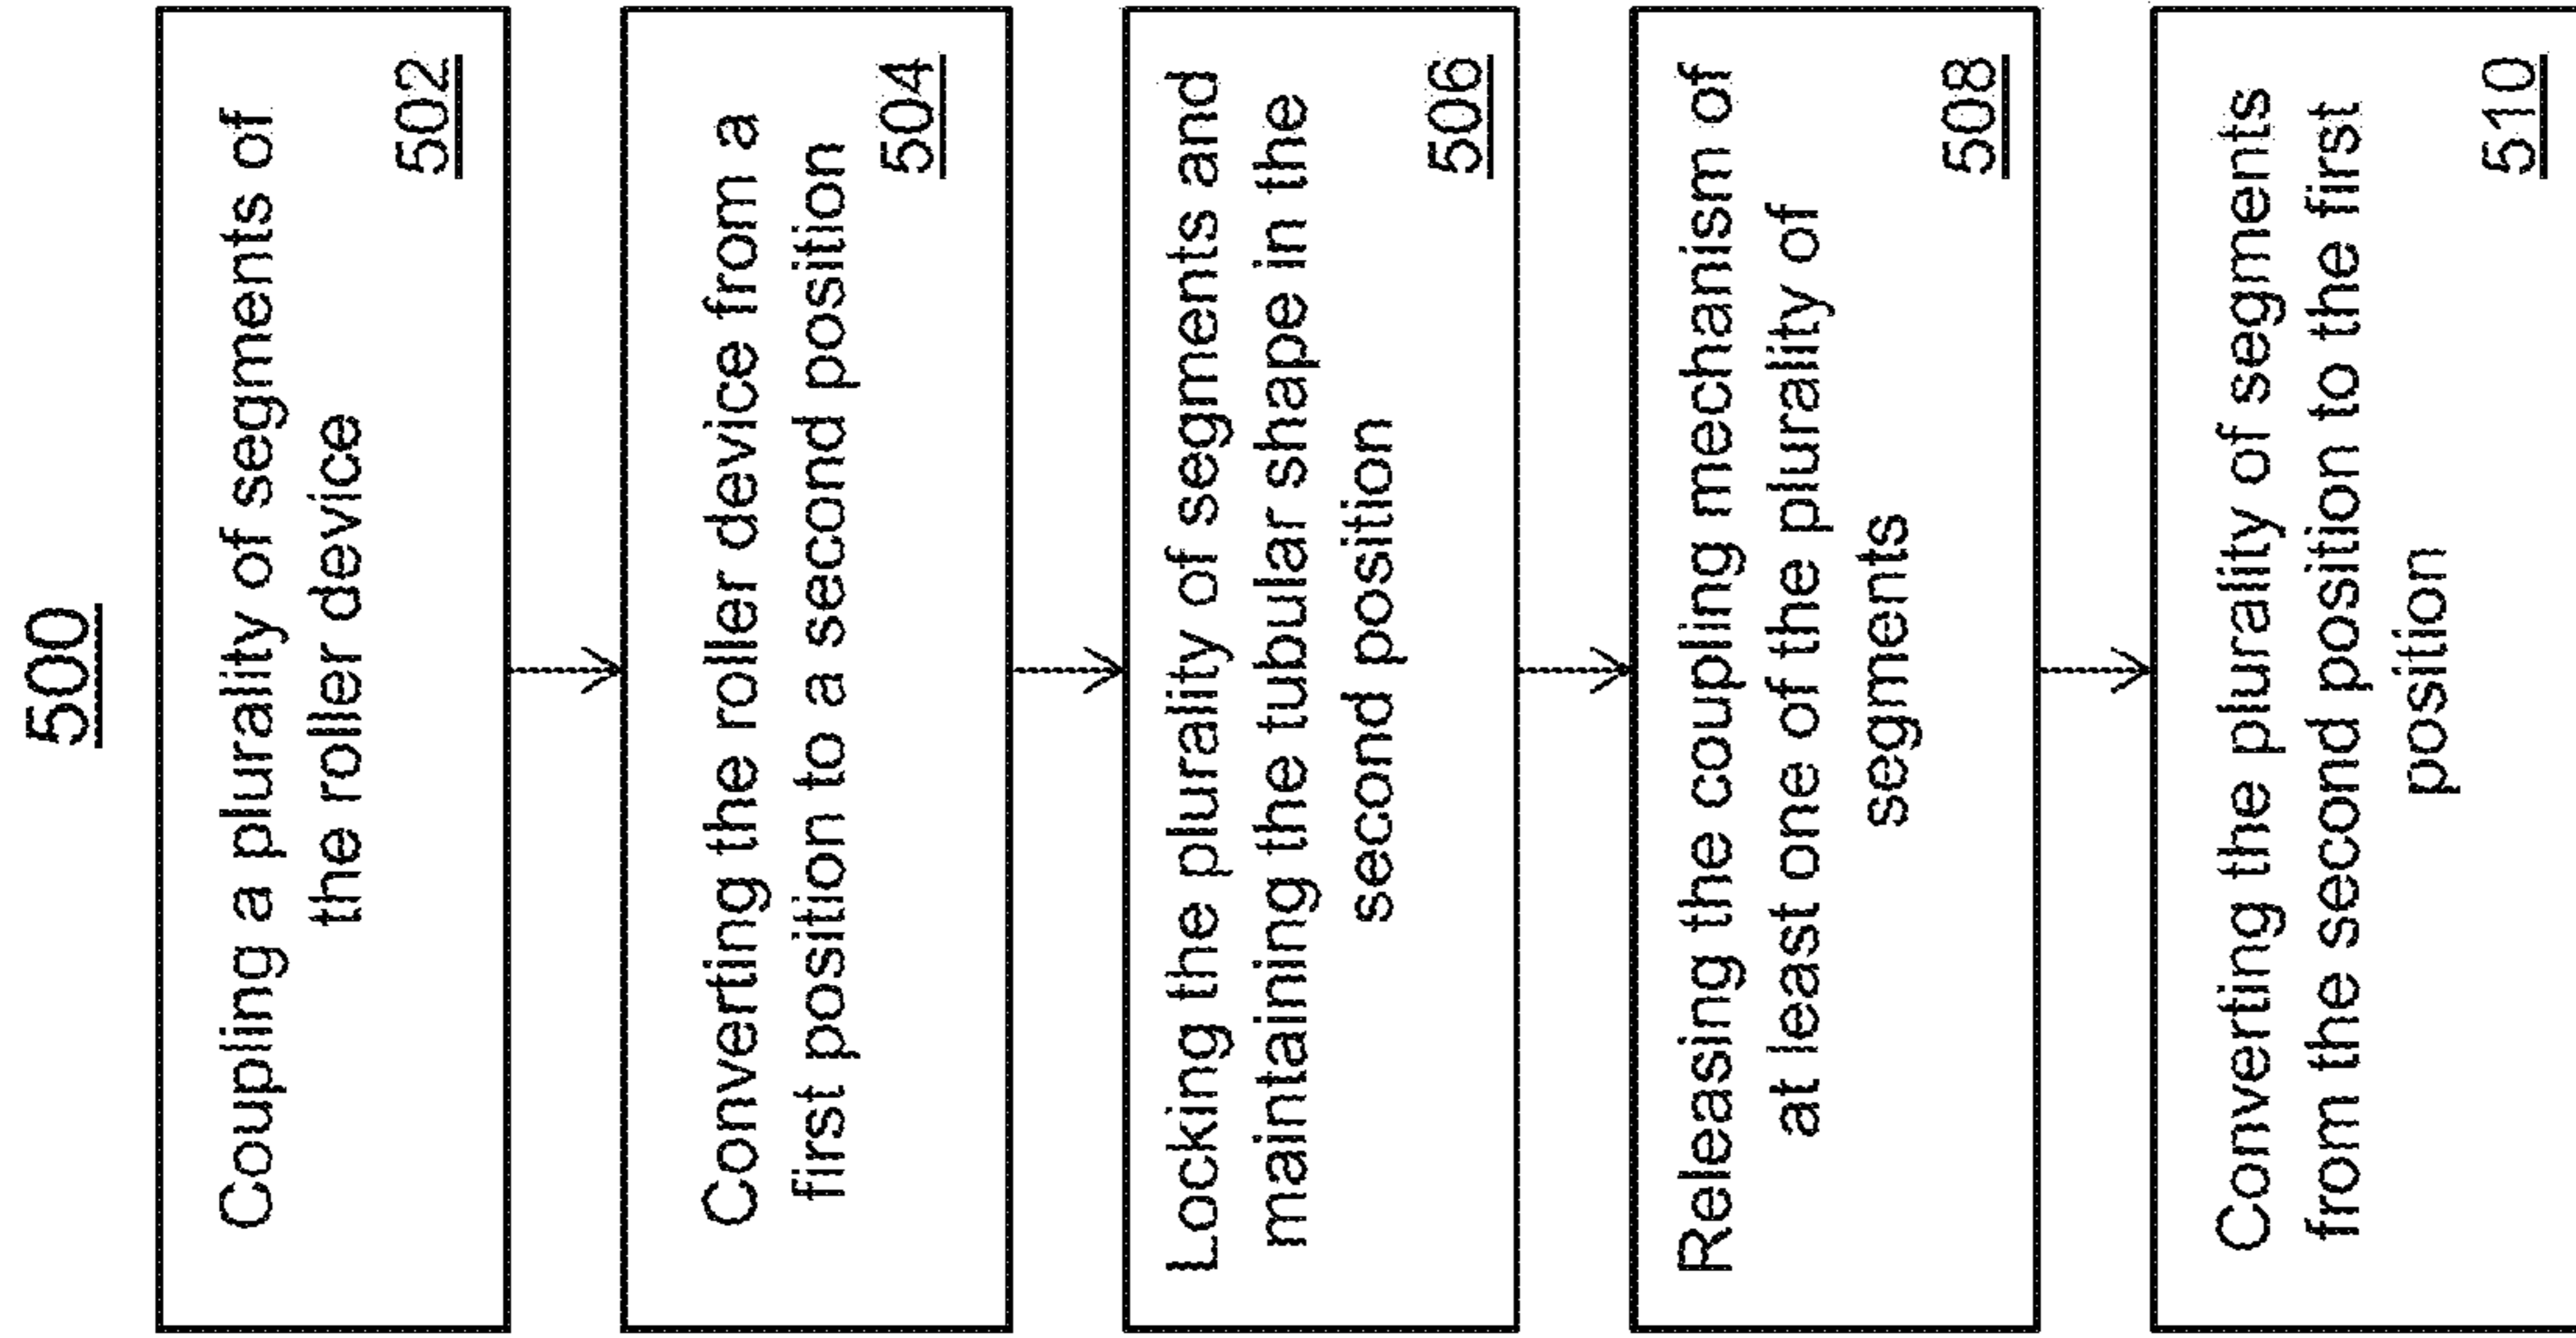 500
Coupling a plurality of segments of
the roller device
502
Converting the roller device from a
first position to a second position
504
Locking the plurality of segments and
maintaining the tubular shape in the
second position
506
Releasing the coupling mechanism of
at least one of the plurality of
segments
508
Converting the plurality of segments
from the second position to the first
position
510